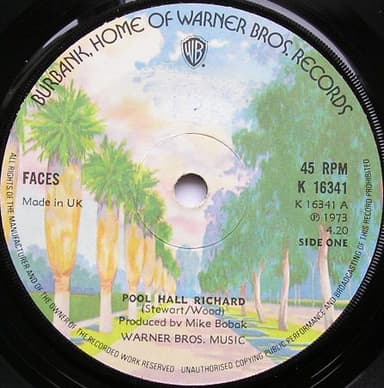 BURBANK, HOME OF WARNER BROS. RECORDS
WB
FACES
Made in UK
45 RPM
K 16341
K 16341 A
℗ 1973
4.20
SIDE ONE
POOL HALL RICHARD
(Stewart/Wood)
Produced by Mike Bobak
WARNER BROS. MUSIC
ALL RIGHTS OF THE MANUFACTURER AND OF THE OWNER OF THE RECORDED WORK RESERVED UNAUTHORISED COPYING PUBLIC PERFORMANCE AND BROADCASTING OF THIS RECORD PROHIBITED